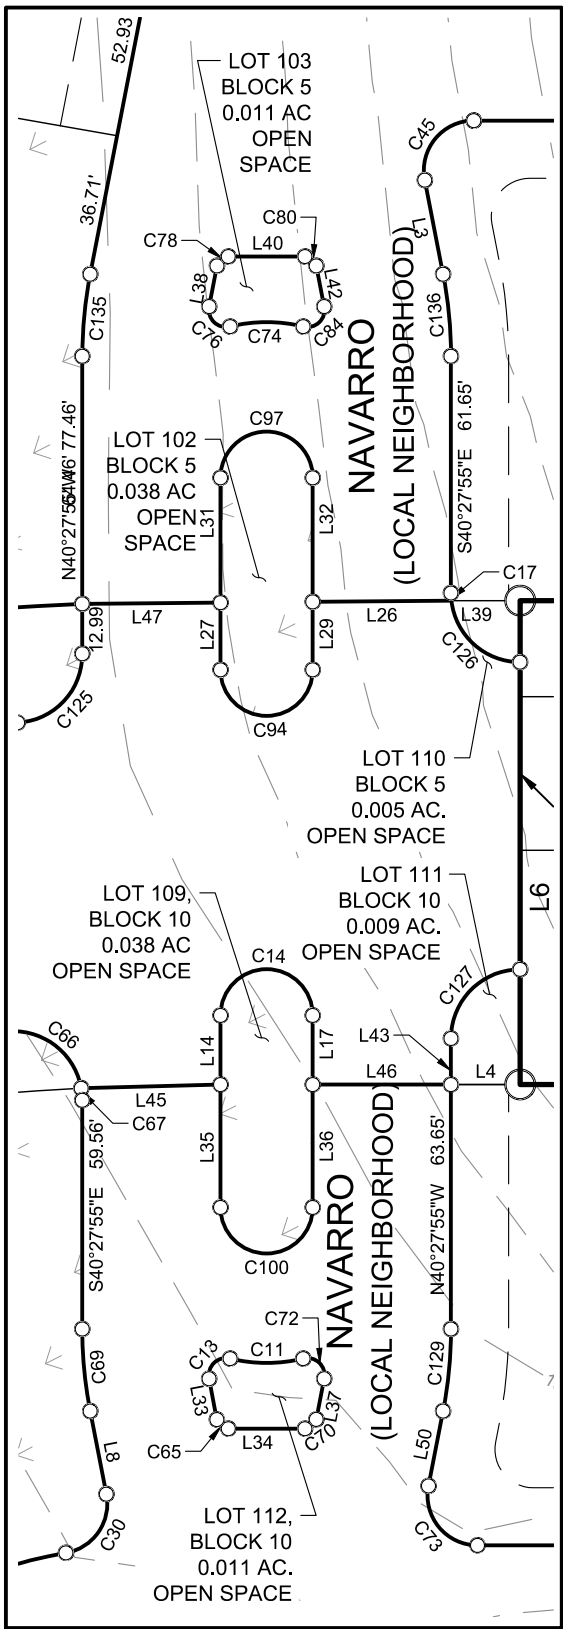 52.93
36.71'
LOT 103
BLOCK 5
0.011 AC
OPEN
SPACE
C45
C80
C78
L40
L3
L38
L42
C76
C74
C84
C135
C136
NAVARRO
(LOCAL NEIGHBORHOOD)
C97
LOT 102
BLOCK 5
0.038 AC
OPEN
SPACE
N40°27'55"W
77.46'
L31
L32
S40°27'55"E 61.65'
C17
L47
L26
L39
12.99
L27
L29
C126
C125
C94
LOT 110
BLOCK 5
0.005 AC.
OPEN SPACE
LOT 111
BLOCK 10
0.009 AC.
OPEN SPACE
L6
LOT 109,
BLOCK 10
0.038 AC
OPEN SPACE
C14
C127
C66
L14
L17
L43
L45
L46
L4
C67
S40°27'55"E 59.56'
L35
L36
N40°27'55"W 63.65'
C100
NAVARRO
(LOCAL NEIGHBORHOOD)
C72
C13
C11
C69
C129
L33
L37
C65
L34
C70
L8
L50
C30
C73
LOT 112,
BLOCK 10
0.011 AC.
OPEN SPACE